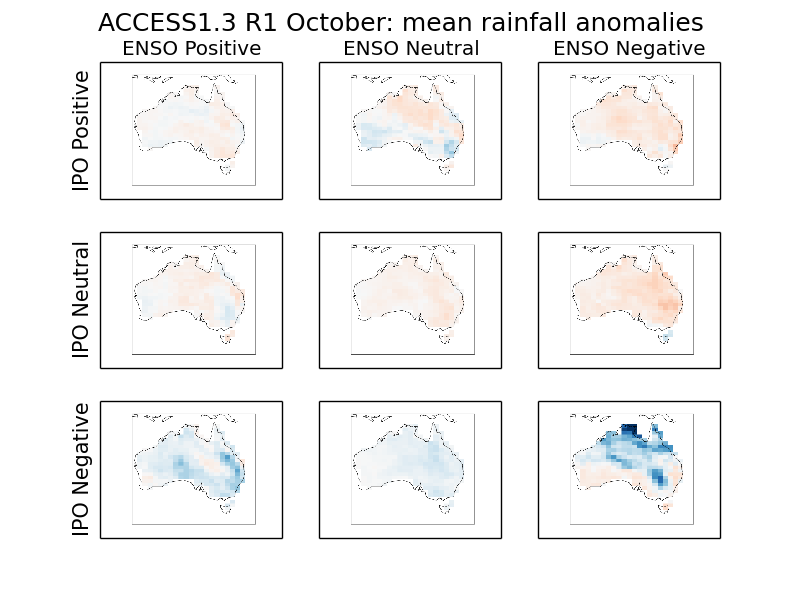 ACCESS1.3 R1 October: mean rainfall anomalies
ENSO Positive
ENSO Neutral
ENSO Negative
IPO Positive
IPO Neutral
IPO Negative